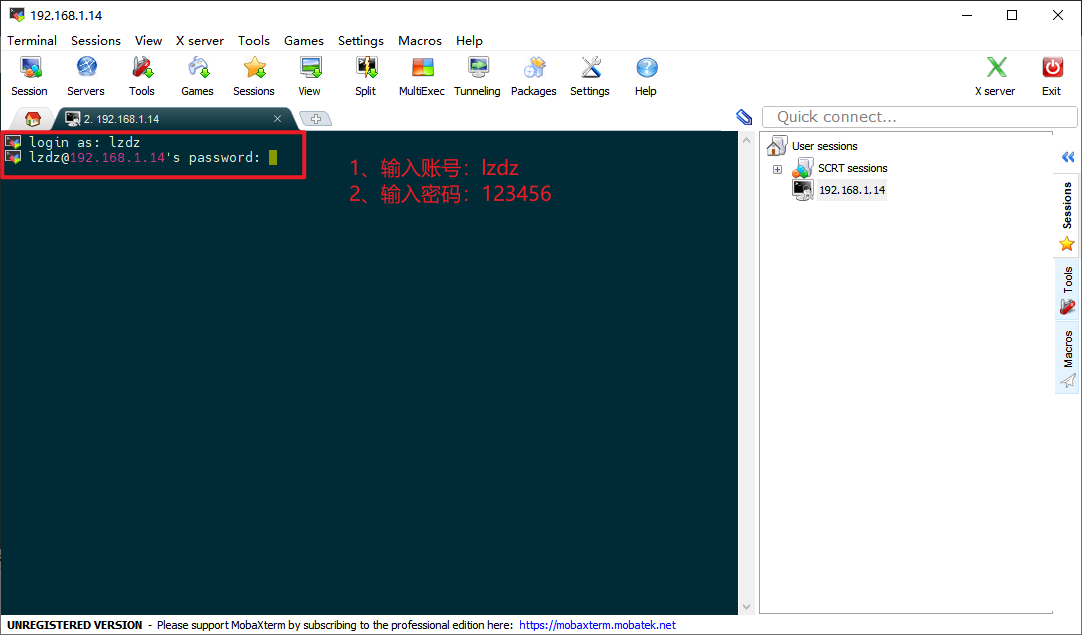 192.168.1.14
Terminal Sessions View X server Tools Games Settings Macros Help
Session Servers Tools Games Sessions View Split MultiExec Tunneling Packages Settings Help X server Exit
2. 192.168.1.14
Quick connect...
login as: lzdz
lzdz@192.168.1.14's password:
1、输入账号：lzdz
2、输入密码：123456
User sessions
SCRT sessions
192.168.1.14
Sessions
Tools
Macros
UNREGISTERED VERSION - Please support MobaXterm by subscribing to the professional edition here: https://mobaxterm.mobatek.net